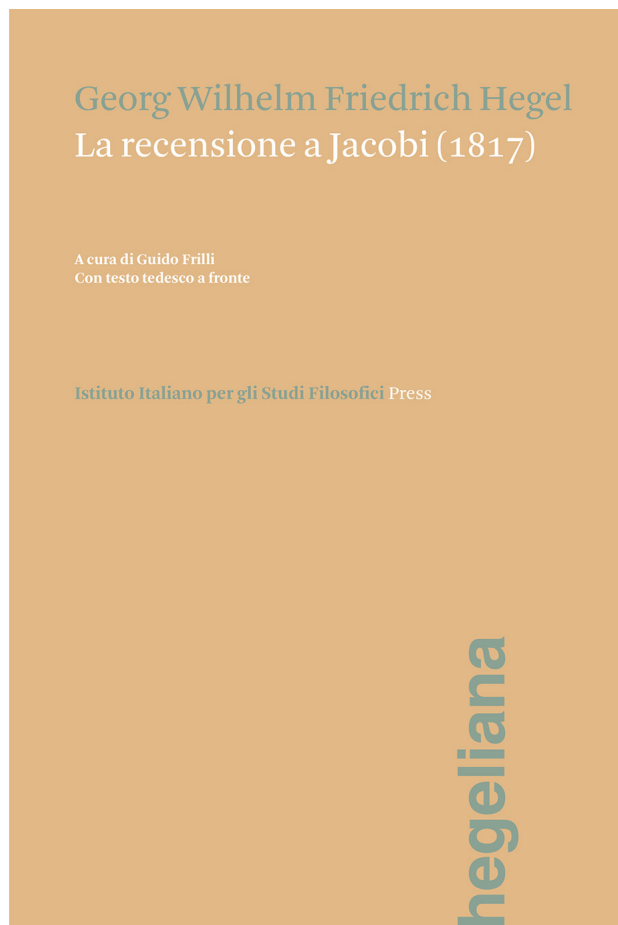 Georg Wilhelm Friedrich Hegel
La recensione a Jacobi (1817)
A cura di Guido Frilli
Con testo tedesco a fronte
Istituto Italiano per gli Studi Filosofici Press
hegeliana